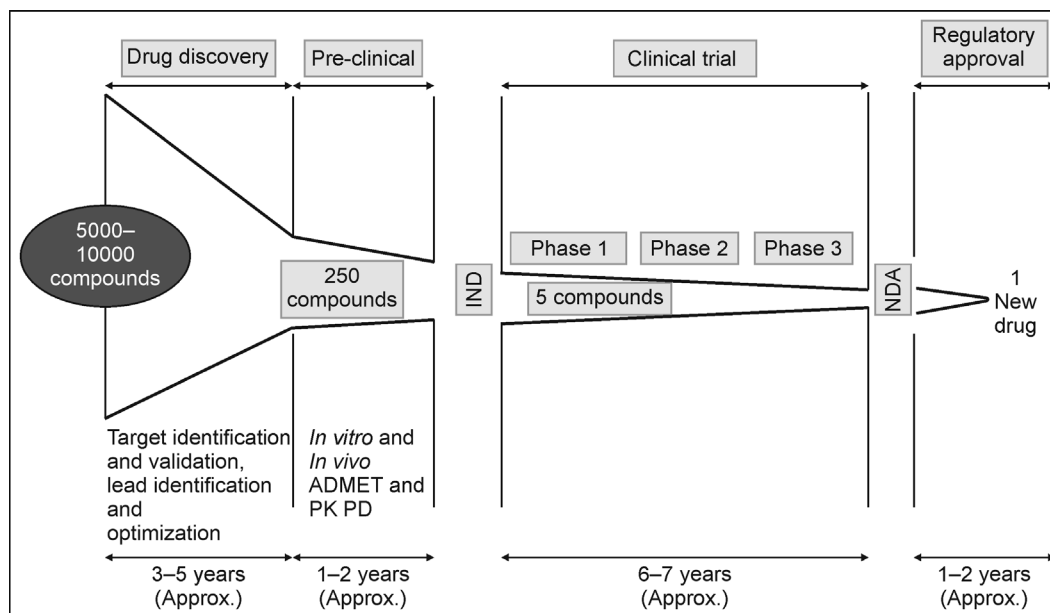 Drug discovery
Pre-clinical
Clinical trial
Regulatory
approval
5000–
10000
compounds
250
compounds
IND
Phase 1
Phase 2
Phase 3
5 compounds
NDA
1
New
drug
Target identification
and validation,
lead identification
and
optimization
In vitro and
In vivo
ADMET and
PK PD
3–5 years
(Approx.)
1–2 years
(Approx.)
6–7 years
(Approx.)
1–2 years
(Approx.)